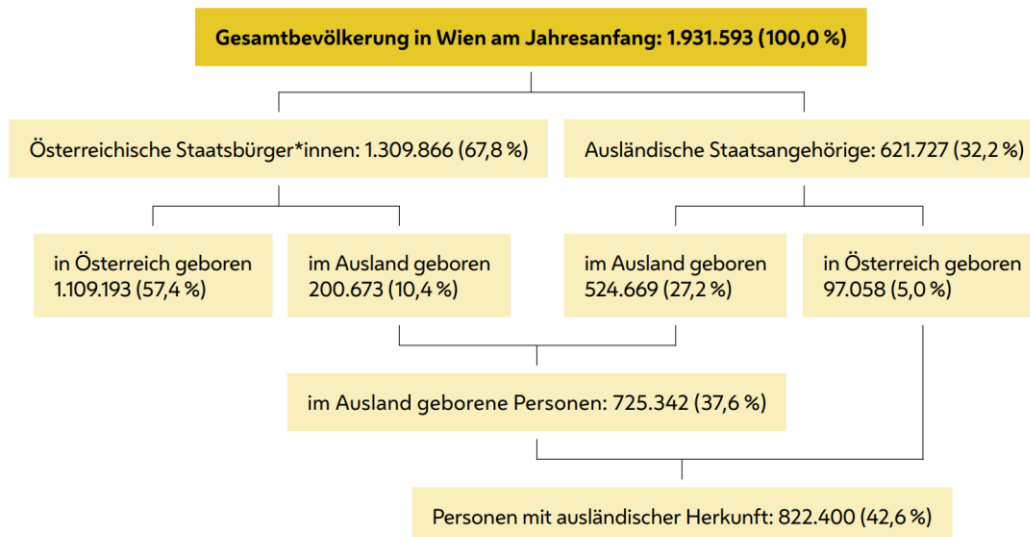 Gesamtbevölkerung in Wien am Jahresanfang: 1.931.593 (100,0 %)
Österreichische Staatsbürger*innen: 1.309.866 (67,8 %)
Ausländische Staatsangehörige: 621.727 (32,2 %)
in Österreich geboren
1.109.193 (57,4 %)
im Ausland geboren
200.673 (10,4 %)
im Ausland geboren
524.669 (27,2 %)
in Österreich geboren
97.058 (5,0 %)
im Ausland geborene Personen: 725.342 (37,6 %)
Personen mit ausländischer Herkunft: 822.400 (42,6 %)